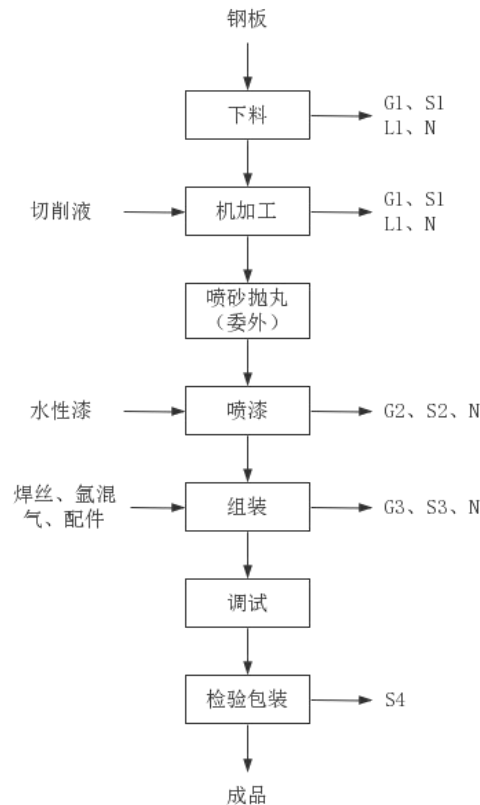 钢板
下料
G1、S1
L1、N
切削液
机加工
G1、S1
L1、N
喷砂抛丸
（委外）
水性漆
喷漆
G2、S2、N
焊丝、氩混
气、配件
组装
G3、S3、N
调试
检验包装
S4
成品